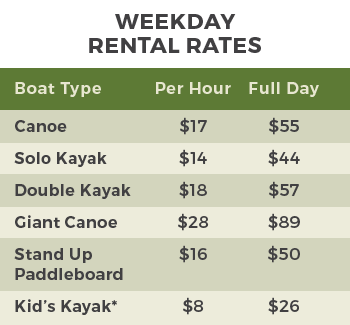 WEEKDAY
RENTAL RATES
Boat Type Per Hour Full Day
Canoe $17 $55
Solo Kayak $14 $44
Double Kayak $18 $57
Giant Canoe $28 $89
Stand Up $16 $50
Paddleboard
Kid's Kayak* $8 $26